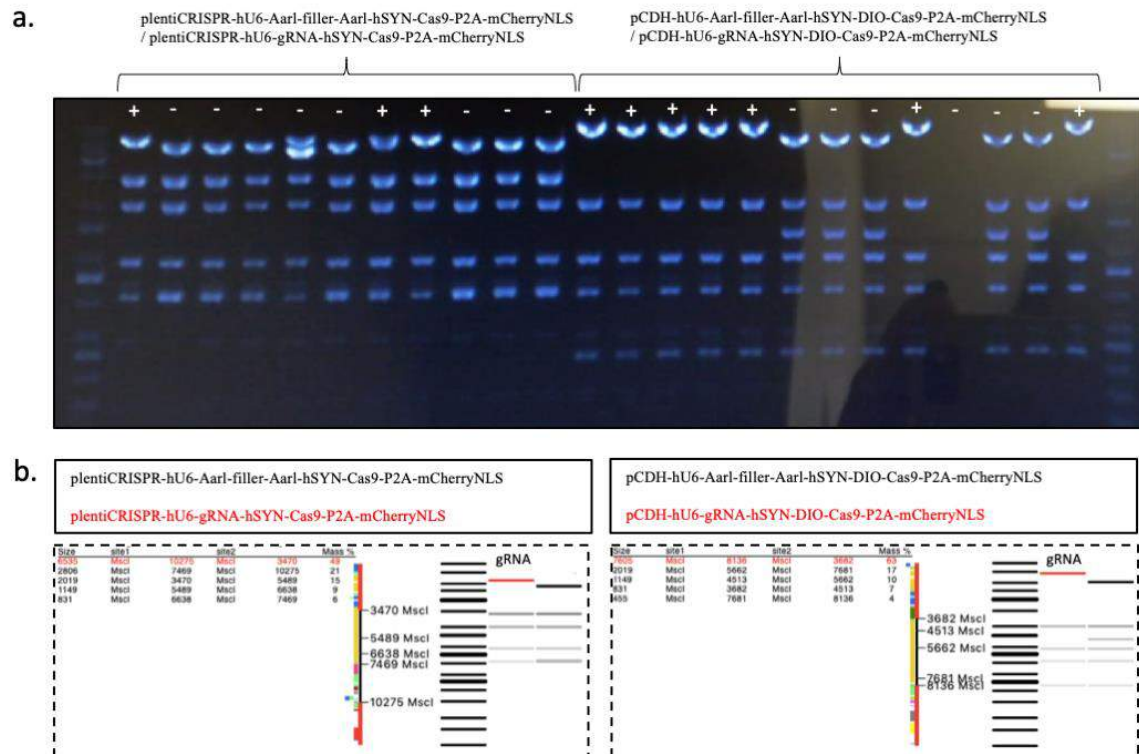 a.
plentiCRISPR-hU6-AarI-filler-AarI-hSYN-Cas9-P2A-mCherryNLS
/ plentiCRISPR-hU6-gRNA-hSYN-Cas9-P2A-mCherryNLS
pCDH-hU6-AarI-filler-AarI-hSYN-DIO-Cas9-P2A-mCherryNLS
/ pCDH-hU6-gRNA-hSYN-DIO-Cas9-P2A-mCherryNLS
+ - - - - - + + - - - + + + + + - - - + - - - +
b.
plentiCRISPR-hU6-AarI-filler-AarI-hSYN-Cas9-P2A-mCherryNLS
plentiCRISPR-hU6-gRNA-hSYN-Cas9-P2A-mCherryNLS
Size site1 site2 Mass %
6535 MscI 10275 MscI 3470 49
2806 MscI 7469 MscI 10275 21
2019 MscI 3470 MscI 5489 15
1149 MscI 5489 MscI 6638 9
831 MscI 6638 MscI 7469 6
gRNA
3470 MscI
5489 MscI
6638 MscI
7469 MscI
10275 MscI
pCDH-hU6-AarI-filler-AarI-hSYN-DIO-Cas9-P2A-mCherryNLS
pCDH-hU6-gRNA-hSYN-DIO-Cas9-P2A-mCherryNLS
Size site1 site2 Mass %
7605 MscI 8136 MscI 3682 63
2019 MscI 5662 MscI 7681 17
1149 MscI 4513 MscI 5662 10
831 MscI 3682 MscI 4513 7
455 MscI 7681 MscI 8136 4
gRNA
3682 MscI
4513 MscI
5662 MscI
7681 MscI
8136 MscI